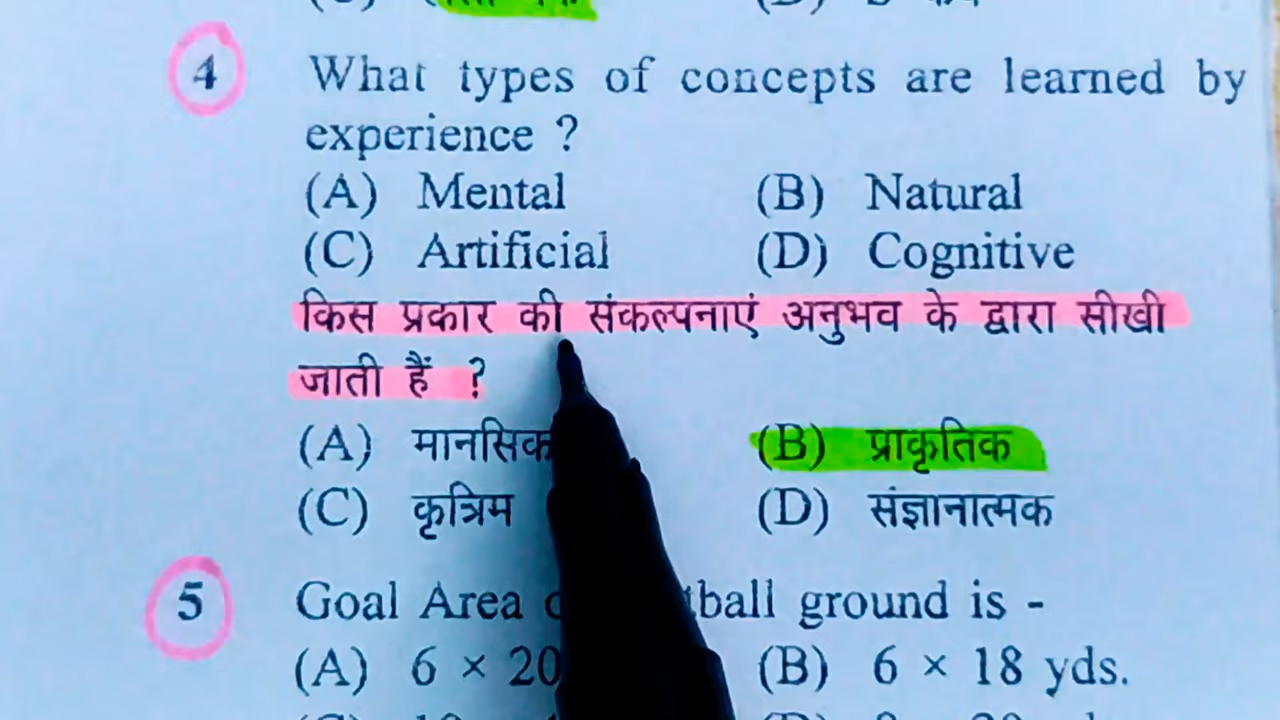 4 What types of concepts are learned by
experience ?
(A) Mental (B) Natural
(C) Artificial (D) Cognitive
किस प्रकार की संकल्पनाएं अनुभव के द्वारा सीखी
जाती हैं ?
(A) मानसिक (B) प्राकृतिक
(C) कृत्रिम (D) संज्ञानात्मक
5 Goal Area ground is -
(A) 6 × 20 (B) 6 × 18 yds.